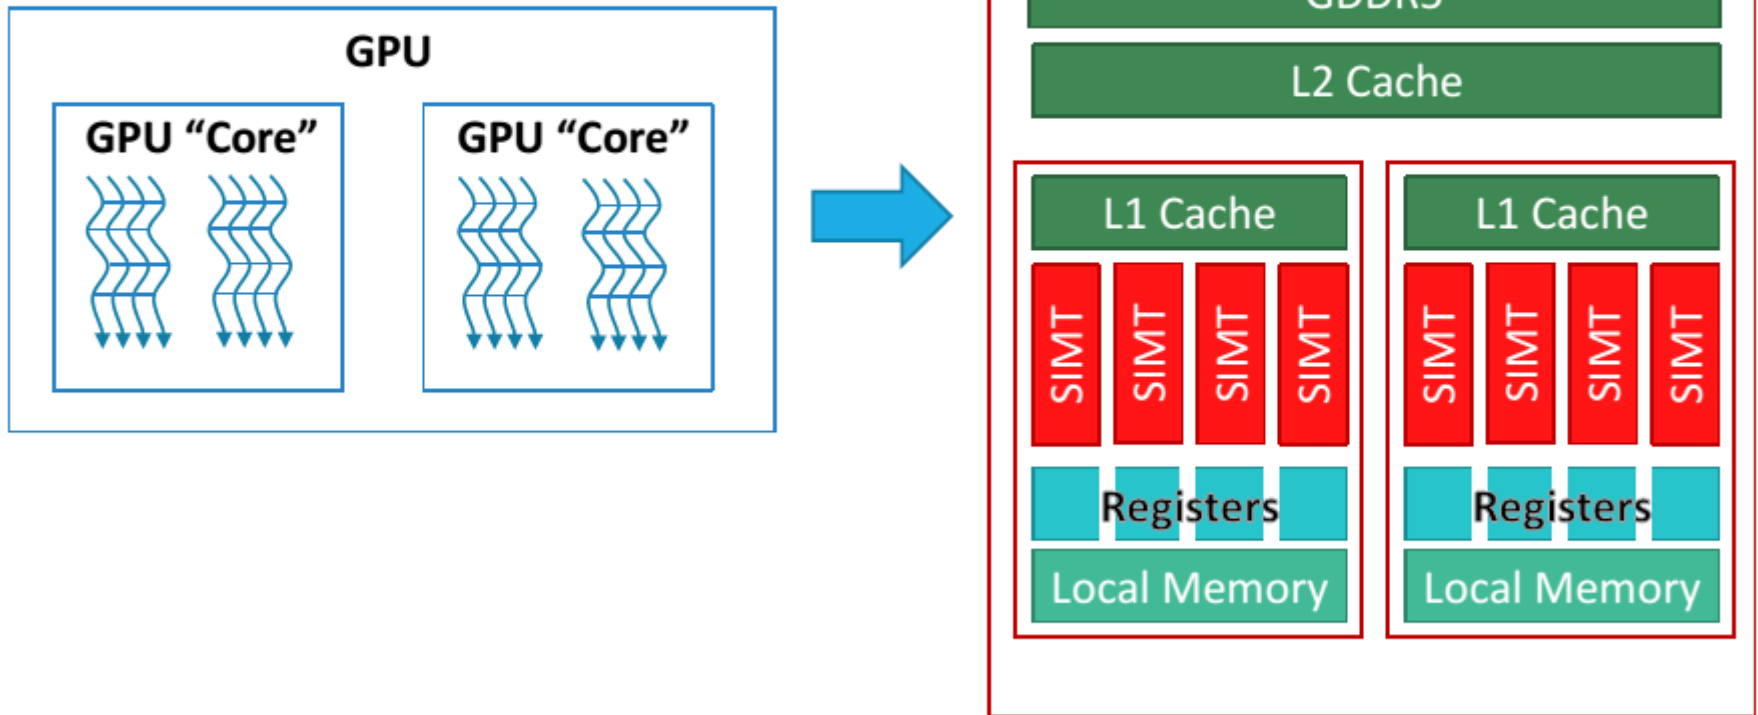 GPU
GPU “Core”
GPU “Core”
L2 Cache
L1 Cache
SIMT
SIMT
SIMT
SIMT
Registers
Local Memory
L1 Cache
SIMT
SIMT
SIMT
SIMT
Registers
Local Memory